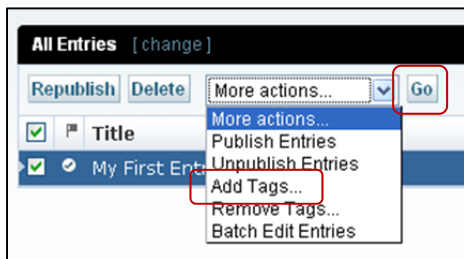 All Entries [change]
Republish Delete More actions... Go
More actions...
Title
Publish Entries
My First Ent
Unpublish Entries
Add Tags...
Remove Tags...
Batch Edit Entries